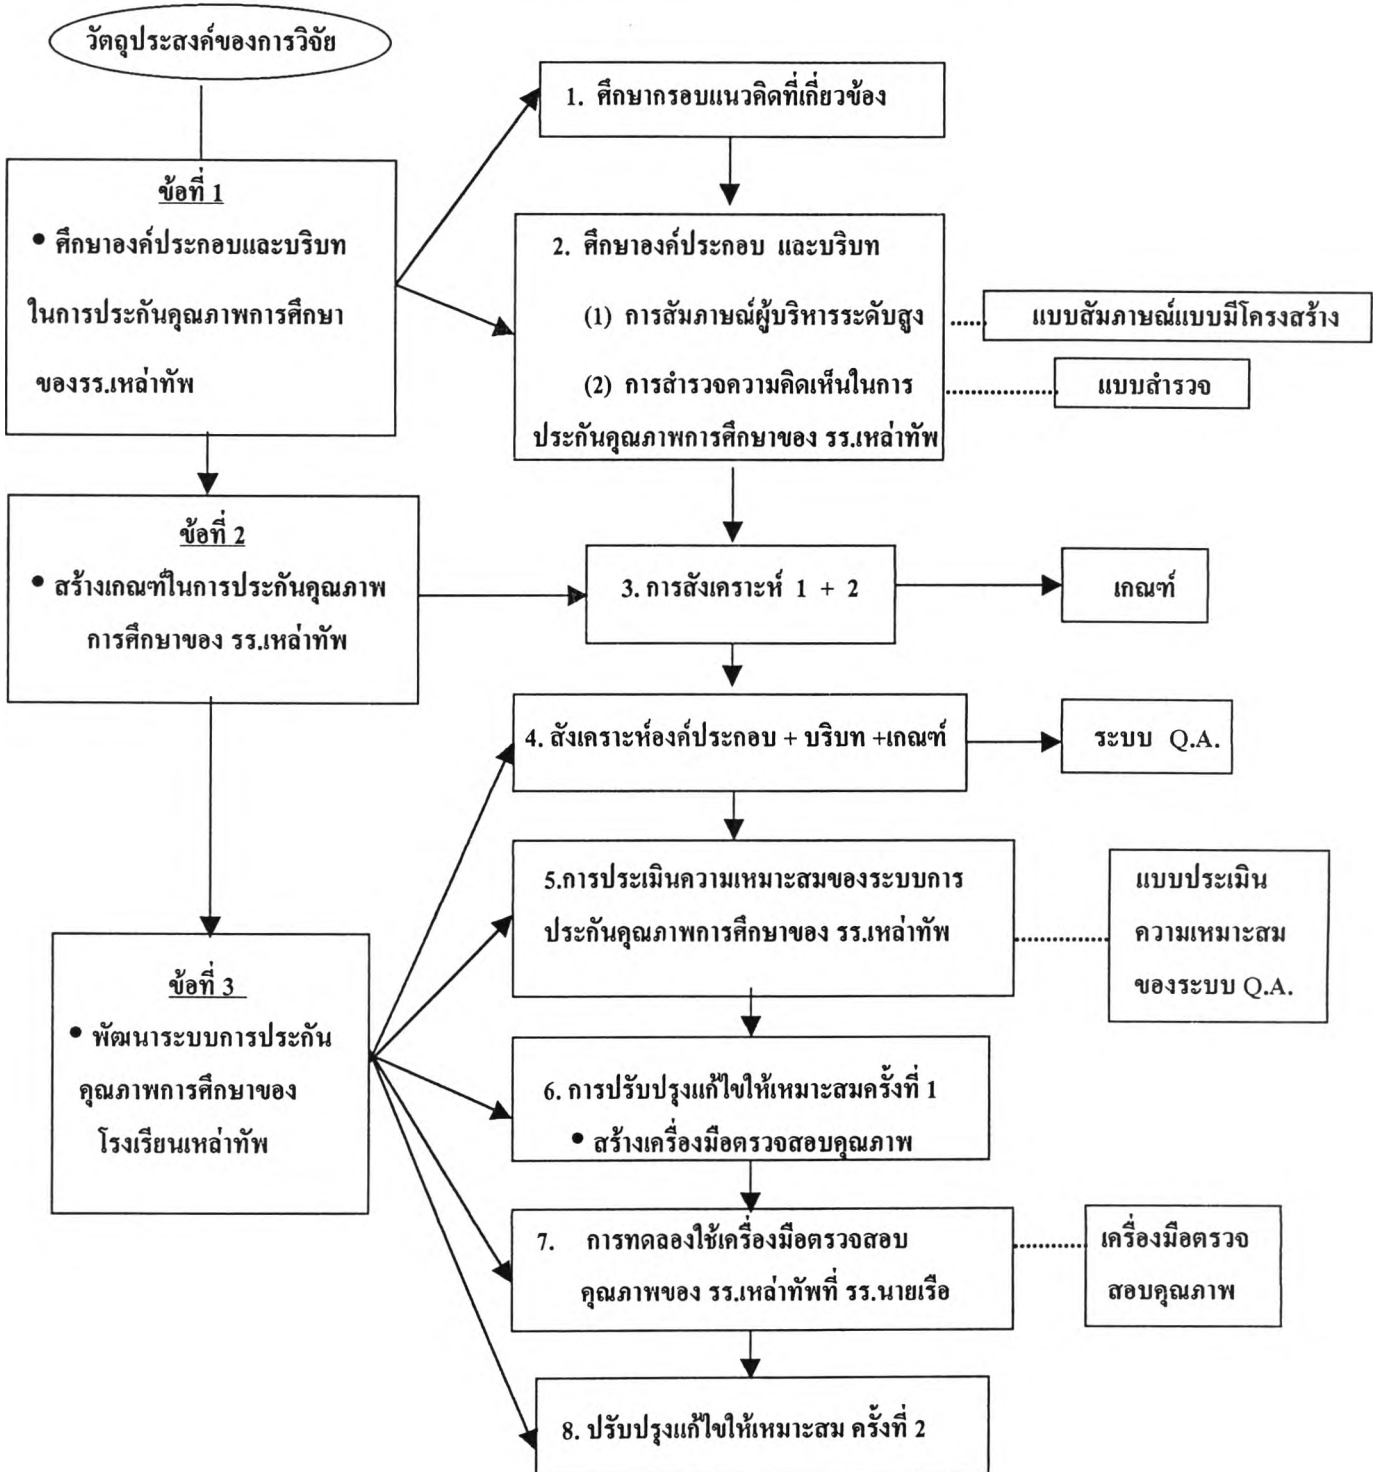 วัตถุประสงค์ของการวิจัย
1. ศึกษากรอบแนวคิดที่เกี่ยวข้อง
ข้อที่ 1
• ศึกษาองค์ประกอบและบริบท
ในการประกันคุณภาพการศึกษา
ของรร.เหล่าทัพ
2. ศึกษาองค์ประกอบ และบริบท
(1) การสัมภาษณ์ผู้บริหารระดับสูง
(2) การสำรวจความคิดเห็นในการ
ประกันคุณภาพการศึกษาของ รร.เหล่าทัพ
แบบสัมภาษณ์แบบมีโครงสร้าง
แบบสำรวจ
ข้อที่ 2
• สร้างเกณฑ์ในการประกันคุณภาพ
การศึกษาของ รร.เหล่าทัพ
3. การสังเคราะห์ 1 + 2
เกณฑ์
4. สังเคราะห์องค์ประกอบ + บริบท +เกณฑ์
ระบบ Q.A.
5.การประเมินความเหมาะสมของระบบการ
ประกันคุณภาพการศึกษาของ รร.เหล่าทัพ
แบบประเมิน
ความเหมาะสม
ของระบบ Q.A.
ข้อที่ 3
• พัฒนาระบบการประกัน
คุณภาพการศึกษาของ
โรงเรียนเหล่าทัพ
6. การปรับปรุงแก้ไขให้เหมาะสมครั้งที่ 1
• สร้างเครื่องมือตรวจสอบคุณภาพ
7. การทดลองใช้เครื่องมือตรวจสอบ
คุณภาพของ รร.เหล่าทัพที่ รร.นายเรือ
เครื่องมือตรวจ
สอบคุณภาพ
8. ปรับปรุงแก้ไขให้เหมาะสม ครั้งที่ 2